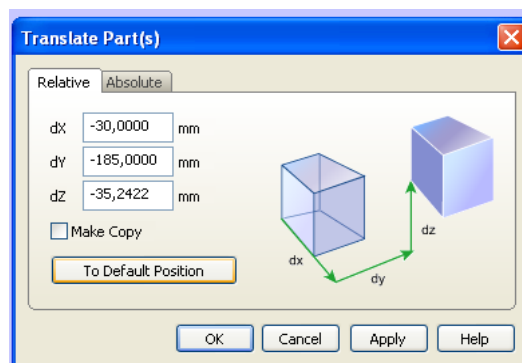 Translate Part(s)
Relative Absolute
dX -30,0000 mm
dY -185,0000 mm
dZ -35,2422 mm
Make Copy
To Default Position
dx
dy
dz
OK Cancel Apply Help